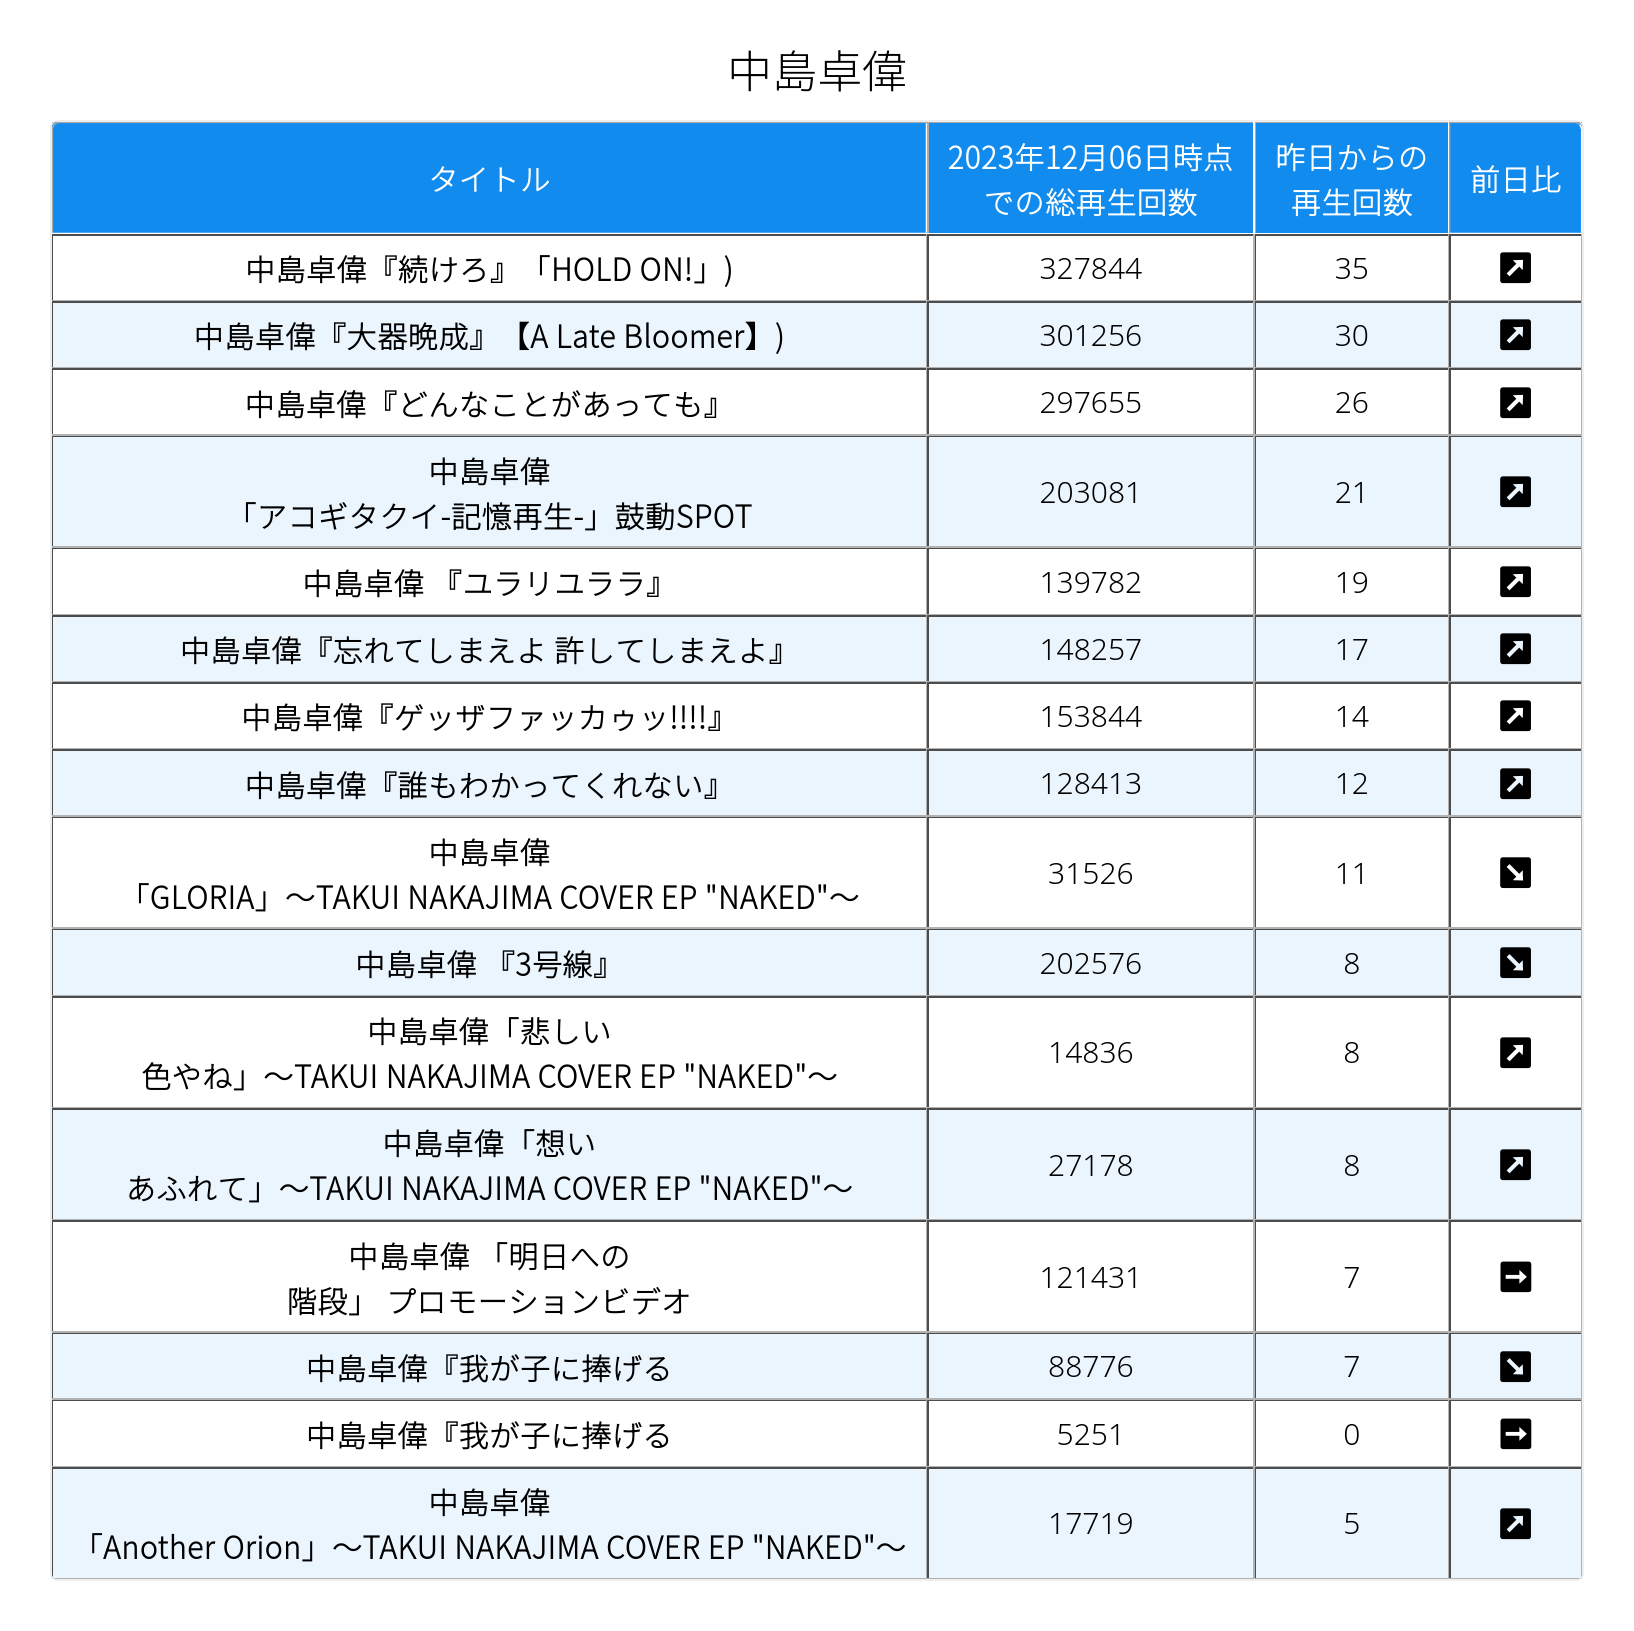 中島卓偉
タイトル
2023年12月06日時点
での総再生回数
昨日からの
再生回数
前日比
中島卓偉『続けろ』「HOLD ON!」)
327844
35
中島卓偉『大器晩成』【A Late Bloomer】)
301256
30
中島卓偉『どんなことがあっても』
297655
26
中島卓偉
「アコギタクイ-記憶再生-」鼓動SPOT
203081
21
中島卓偉 『ユラリユララ』
139782
19
中島卓偉『忘れてしまえよ 許してしまえよ』
148257
17
中島卓偉『ゲッザファッカゥッ!!!!』
153844
14
中島卓偉『誰もわかってくれない』
128413
12
中島卓偉
「GLORIA」～TAKUI NAKAJIMA COVER EP "NAKED"～
31526
11
中島卓偉 『3号線』
202576
8
中島卓偉「悲しい
色やね」～TAKUI NAKAJIMA COVER EP "NAKED"～
14836
8
中島卓偉「想い
あふれて」～TAKUI NAKAJIMA COVER EP "NAKED"～
27178
8
中島卓偉 「明日への
階段」 プロモーションビデオ
121431
7
中島卓偉『我が子に捧げる
88776
7
中島卓偉『我が子に捧げる
5251
0
中島卓偉
「Another Orion」～TAKUI NAKAJIMA COVER EP "NAKED"～
17719
5